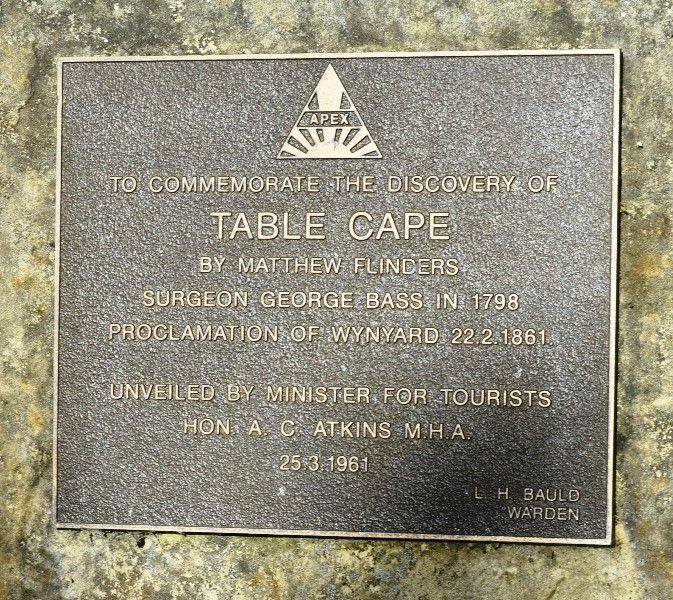 APEX
TO COMMEMORATE THE DISCOVERY OF
TABLE CAPE
BY MATTHEW FLINDERS
SURGEON GEORGE BASS IN 1798
PROCLAMATION OF WYNYARD 22.2.1861
UNVEILED BY MINISTER FOR TOURISTS
HON. A. C. ATKINS M.H.A.
25.3.1961
L. H. BAULD
WARDEN